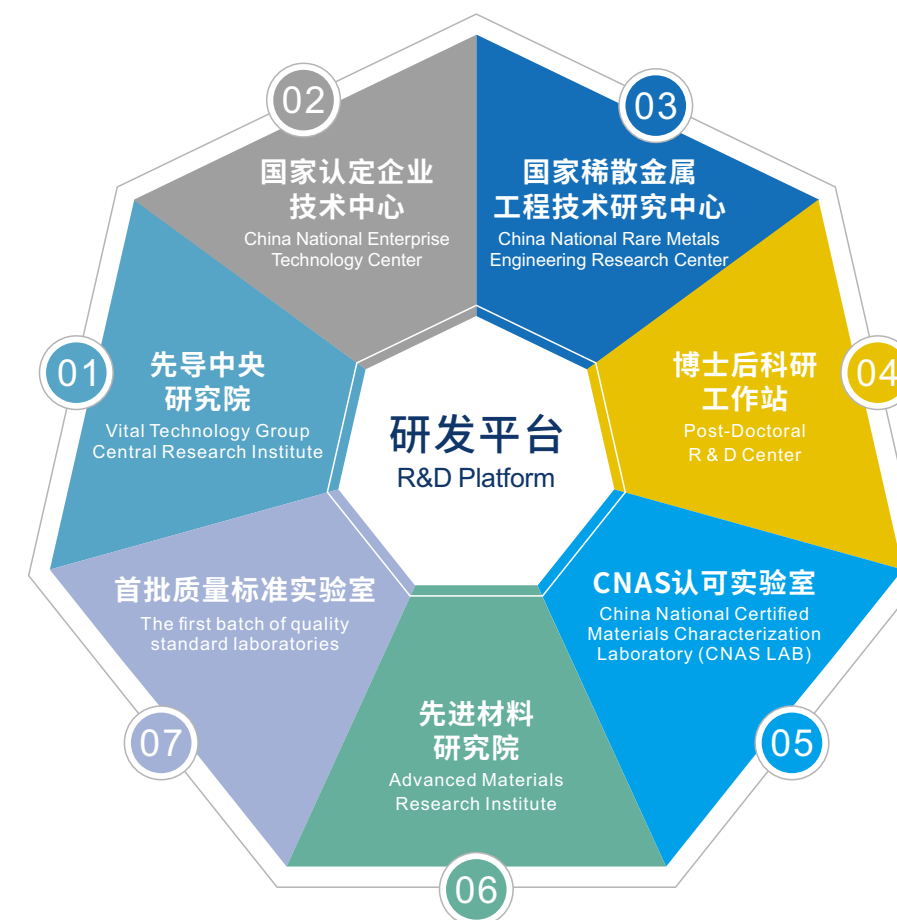 研发平台
R&D Platform
01
先导中央
研究院
Vital Technology Group
Central Research Institute
02
国家认定企业
技术中心
China National Enterprise
Technology Center
03
国家稀散金属
工程技术研究中心
China National Rare Metals
Engineering Research Center
04
博士后科研
工作站
Post-Doctoral
R & D Center
05
CNAS认可实验室
China National Certified
Materials Characterization
Laboratory (CNAS LAB)
06
先进材料
研究院
Advanced Materials
Research Institute
07
首批质量标准实验室
The first batch of quality
standard laboratories